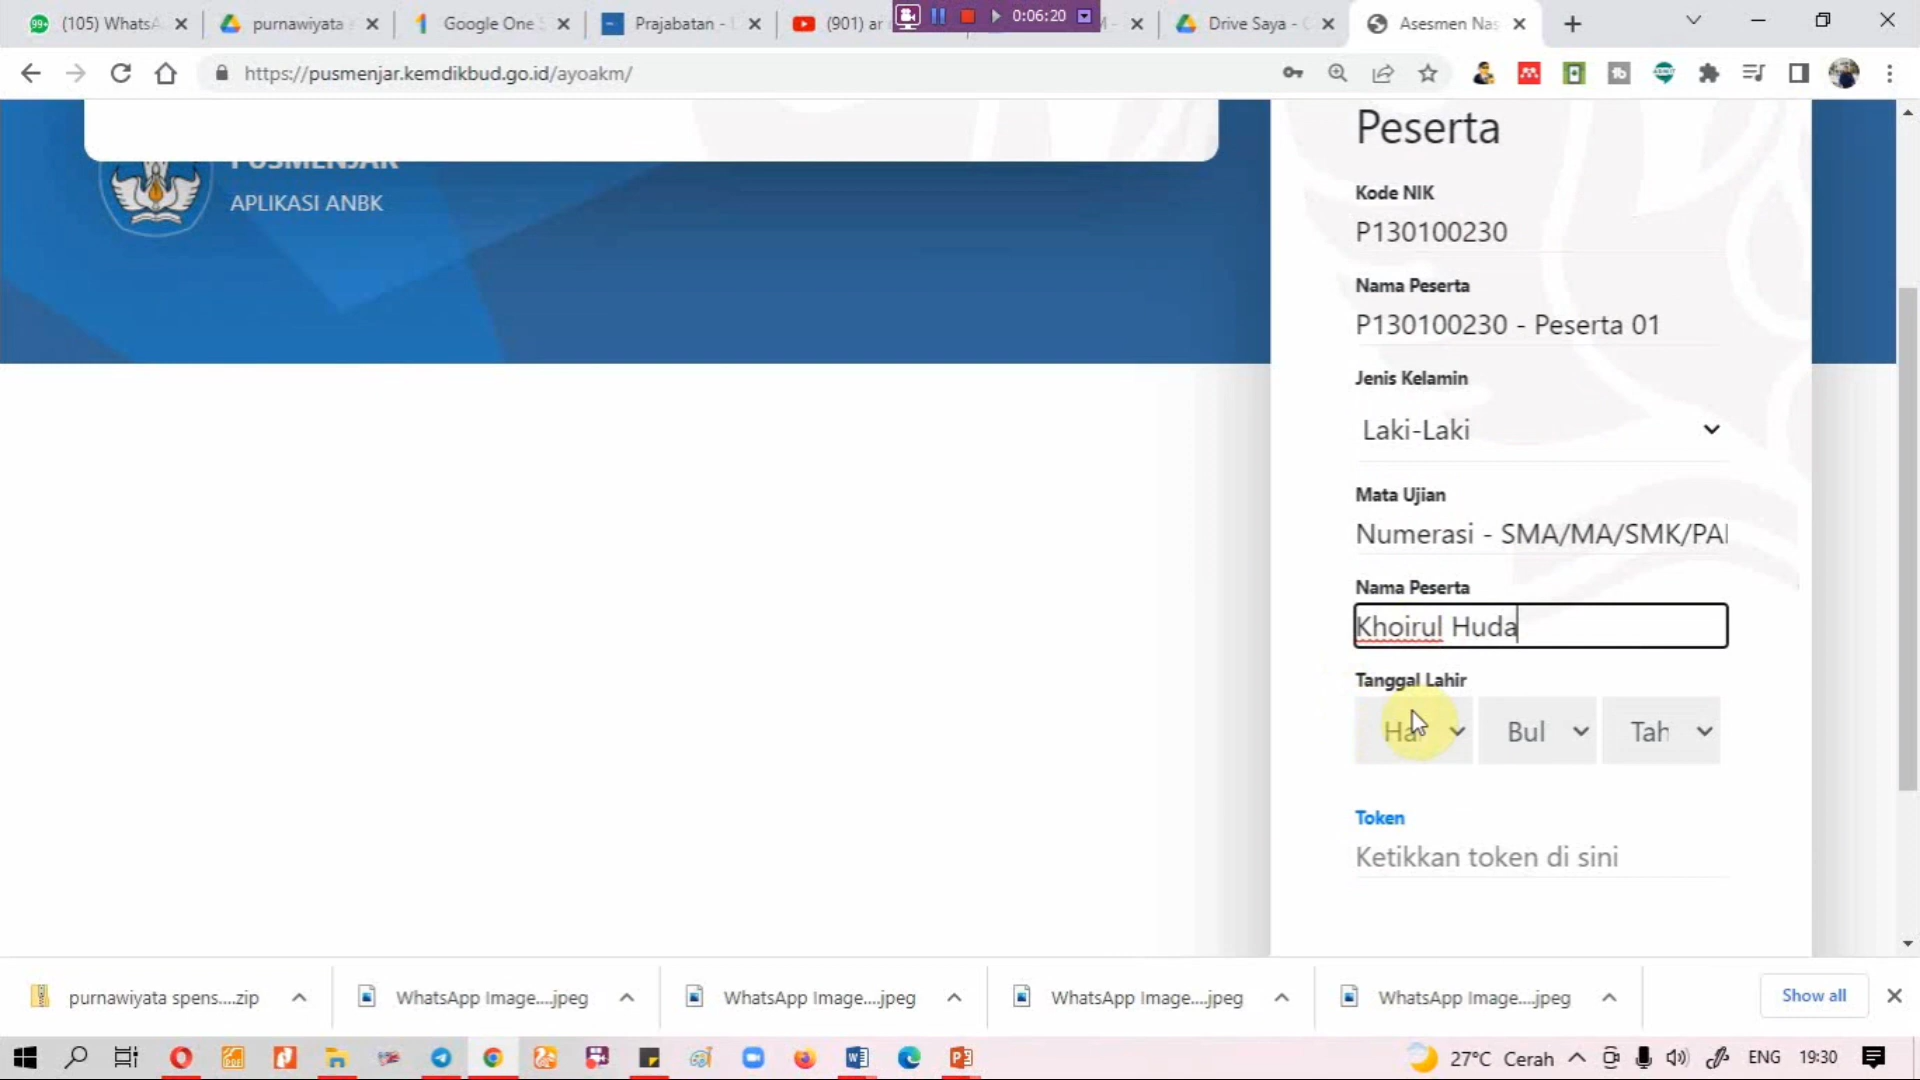 (105) WhatsA
purnawiyata
Google One
Prajabatan -
(901) ar
0:06:20
Drive Saya -
Asesmen Nas
https://pusmenjar.kemdikbud.go.id/ayoakm/
PUSMENJAR
APLIKASI ANBK
Peserta
Kode NIK
P130100230
Nama Peserta
P130100230 - Peserta 01
Jenis Kelamin
Laki-Laki
Mata Ujian
Numerasi - SMA/MA/SMK/PA
Nama Peserta
Khoirul Huda
Tanggal Lahir
Har Bul Tah
Token
Ketikkan token di sini
purnawiyata spens....zip
WhatsApp Image....jpeg
WhatsApp Image....jpeg
WhatsApp Image....jpeg
WhatsApp Image....jpeg
Show all
27°C Cerah
ENG
19:30